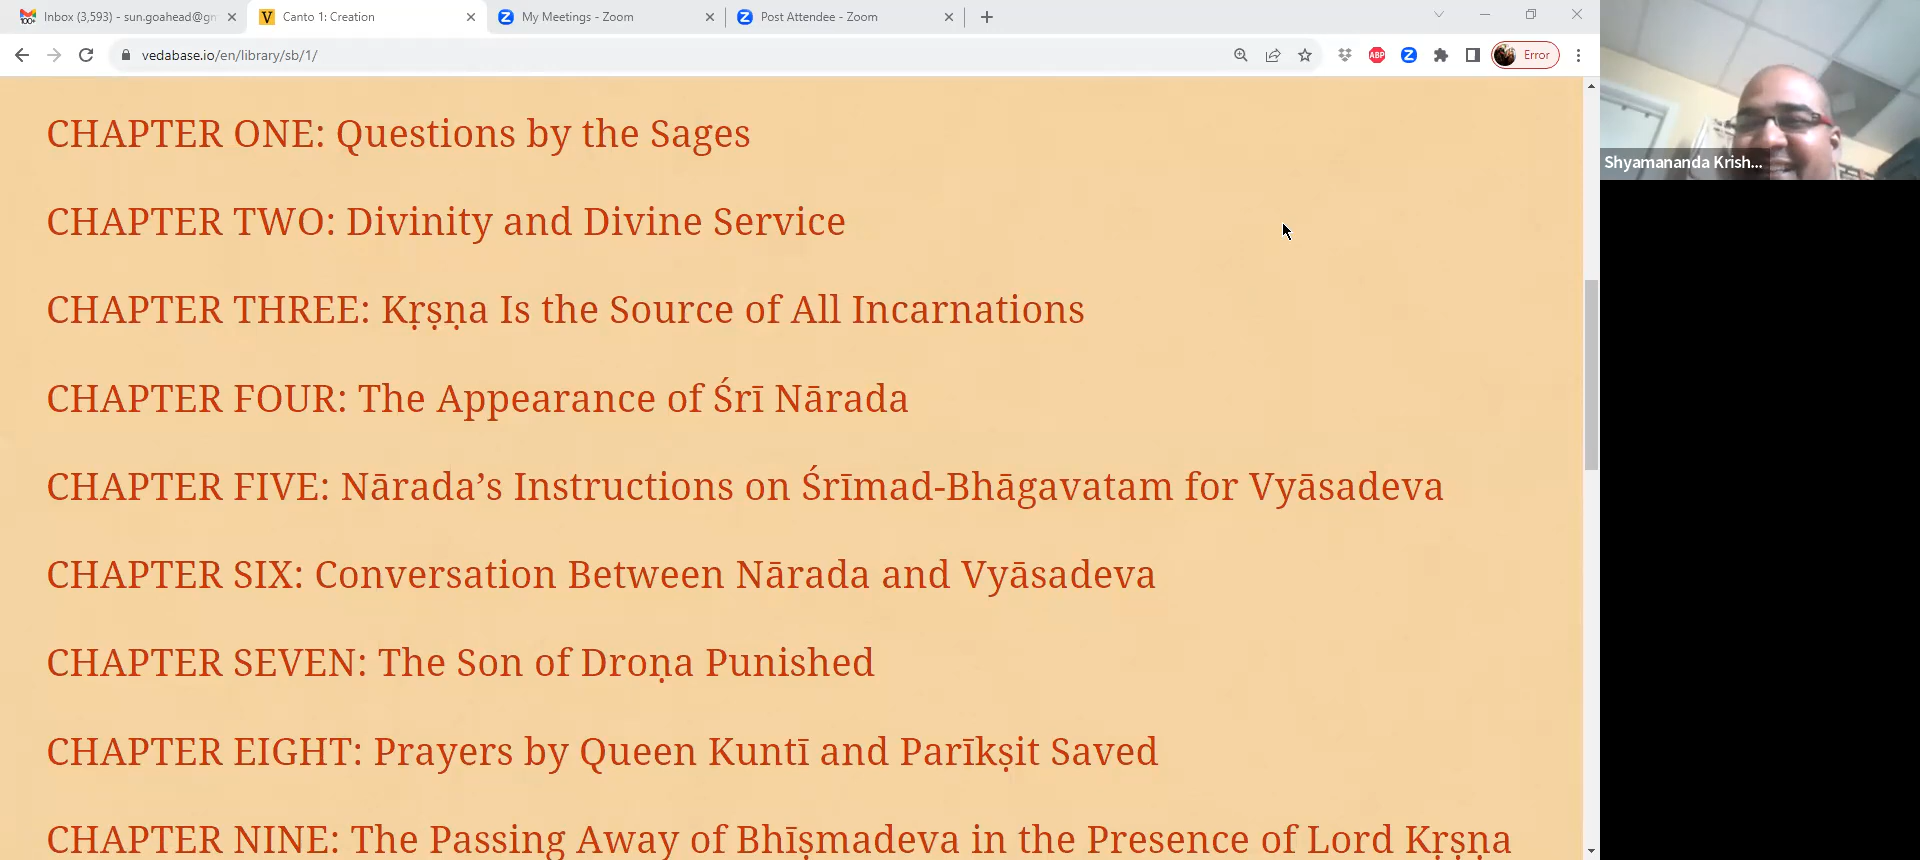 100+
Inbox (3,593) - sun.goahead@gm
Canto 1: Creation
My Meetings - Zoom
Post Attendee - Zoom
vedabase.io/en/library/sb/1/
ABP
Error
CHAPTER ONE: Questions by the Sages
CHAPTER TWO: Divinity and Divine Service
CHAPTER THREE: Kṛṣṇa Is the Source of All Incarnations
CHAPTER FOUR: The Appearance of Śrī Nārada
CHAPTER FIVE: Nārada’s Instructions on Śrīmad-Bhāgavatam for Vyāsadeva
CHAPTER SIX: Conversation Between Nārada and Vyāsadeva
CHAPTER SEVEN: The Son of Droṇa Punished
CHAPTER EIGHT: Prayers by Queen Kuntī and Parīkṣit Saved
CHAPTER NINE: The Passing Away of Bhīṣmadeva in the Presence of Lord Kṛṣṇa
Shyamananda Krish...